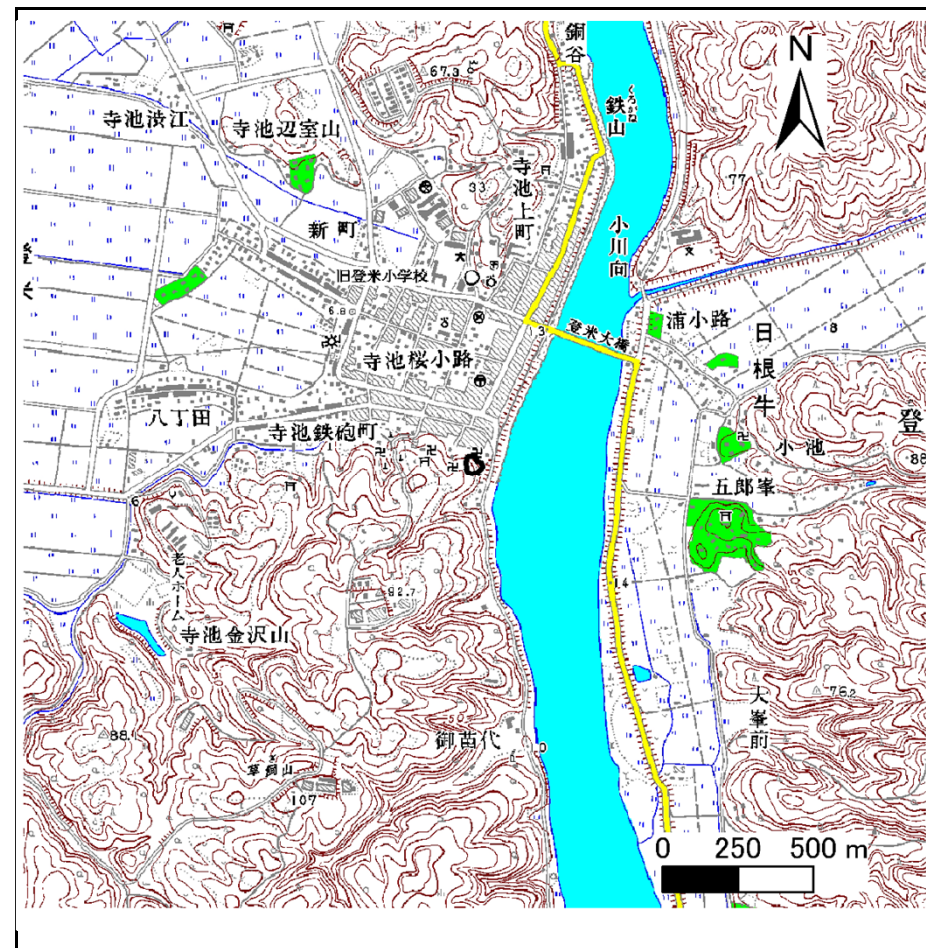 銅谷
N
67.3
鉄山
くろがね
寺池渋江
寺池辺室山
33
寺池上町
77
新町
小川向
文
旧登米小学校
登米大橋
浦小路
8
日根牛
6.8
3
寺池桜小路
八丁田
寺池鉄砲町
小池
登
88
五郎峯
6
老人ホーム
82.7
14
寺池金沢山
76.2
大峯前
88.1
御苗代
107
0 250 500 m